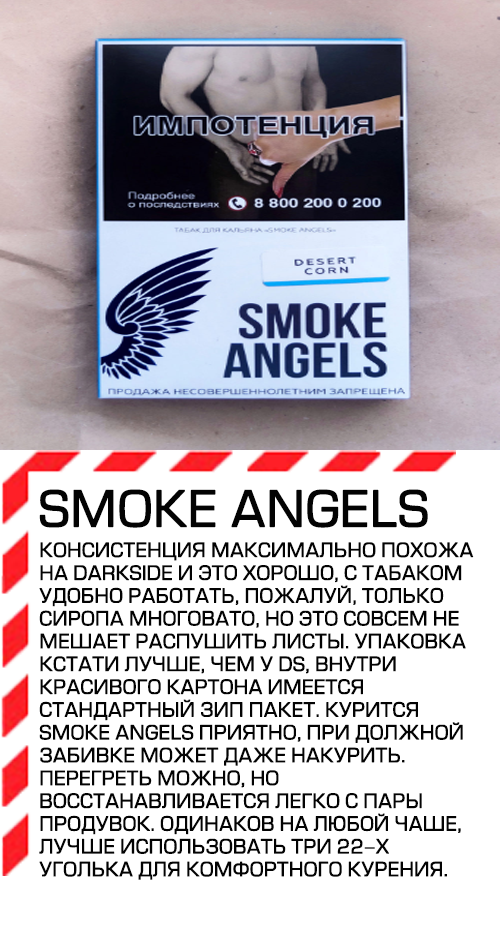 ИМПОТЕНЦИЯ
Подробнее
о последствиях 8 800 200 0 200
ТАБАК ДЛЯ КАЛЬЯНА «SMOKE ANGELS»
DESERT
CORN
SMOKE
ANGELS
ПРОДАЖА НЕСОВЕРШЕННОЛЕТНИМ ЗАПРЕЩЕНА
SMOKE ANGELS
КОНСИСТЕНЦИЯ МАКСИМАЛЬНО ПОХОЖА
НА DARKSIDE И ЭТО ХОРОШО, С ТАБАКОМ
УДОБНО РАБОТАТЬ, ПОЖАЛУЙ, ТОЛЬКО
СИРОПА МНОГОВАТО, НО ЭТО СОВСЕМ НЕ
МЕШАЕТ РАСПУШИТЬ ЛИСТЫ. УПАКОВКА
КСТАТИ ЛУЧШЕ, ЧЕМ У DS, ВНУТРИ
КРАСИВОГО КАРТОНА ИМЕЕТСЯ
СТАНДАРТНЫЙ ЗИП ПАКЕТ. КУРИТСЯ
SMOKE ANGELS ПРИЯТНО, ПРИ ДОЛЖНОЙ
ЗАБИВКЕ МОЖЕТ ДАЖЕ НАКУРИТЬ.
ПЕРЕГРЕТЬ МОЖНО, НО
ВОССТАНАВЛИВАЕТСЯ ЛЕГКО С ПАРЫ
ПРОДУВОК. ОДИНАКОВ НА ЛЮБОЙ ЧАШЕ,
ЛУЧШЕ ИСПОЛЬЗОВАТЬ ТРИ 22-Х
УГОЛЬКА ДЛЯ КОМФОРТНОГО КУРЕНИЯ.